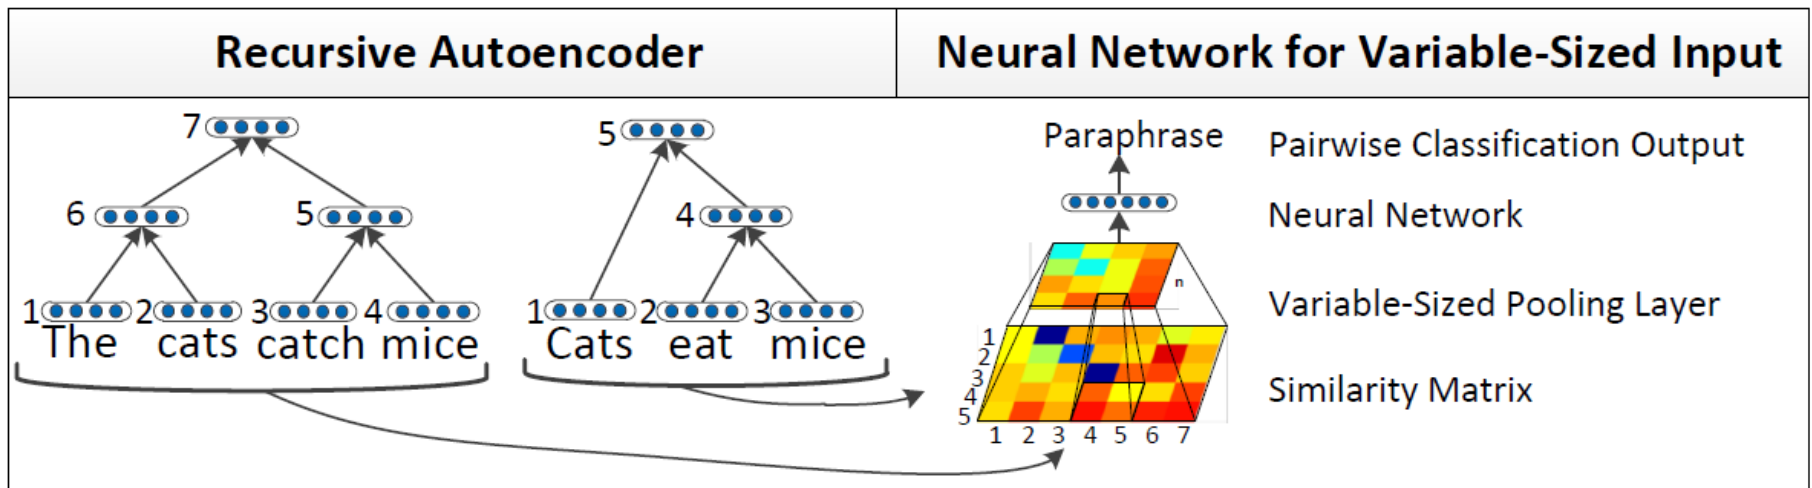 Recursive Autoencoder
Neural Network for Variable-Sized Input
7
6 5
1 2 3 4
The cats catch mice
5
4
1 2 3
Cats eat mice
Paraphrase
Pairwise Classification Output
Neural Network
n
Variable-Sized Pooling Layer
1
2
3
4
5
Similarity Matrix
1 2 3 4 5 6 7